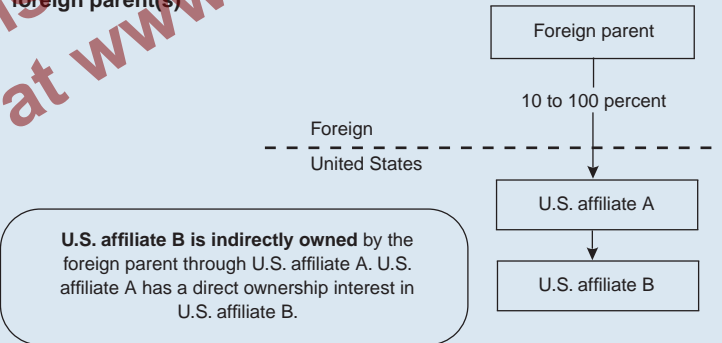 foreign parent(s)
is
at www
Foreign parent
10 to 100 percent
Foreign
United States
U.S. affiliate A
U.S. affiliate B is indirectly owned by the
foreign parent through U.S. affiliate A. U.S.
affiliate A has a direct ownership interest in
U.S. affiliate B.
U.S. affiliate B